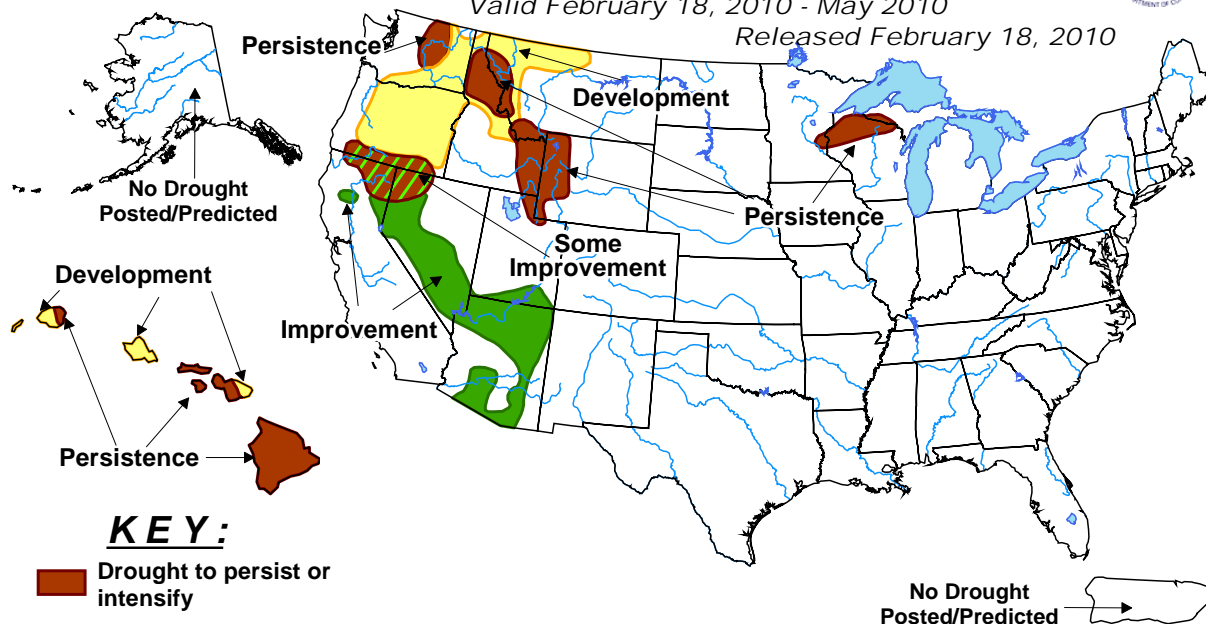 Valid February 18, 2010 - May 2010
Released February 18, 2010
Persistence
Development
No Drought
Posted/Predicted
Persistence
Some
Improvement
Development
Improvement
Persistence
KEY:
Drought to persist or
intensify
No Drought
Posted/Predicted